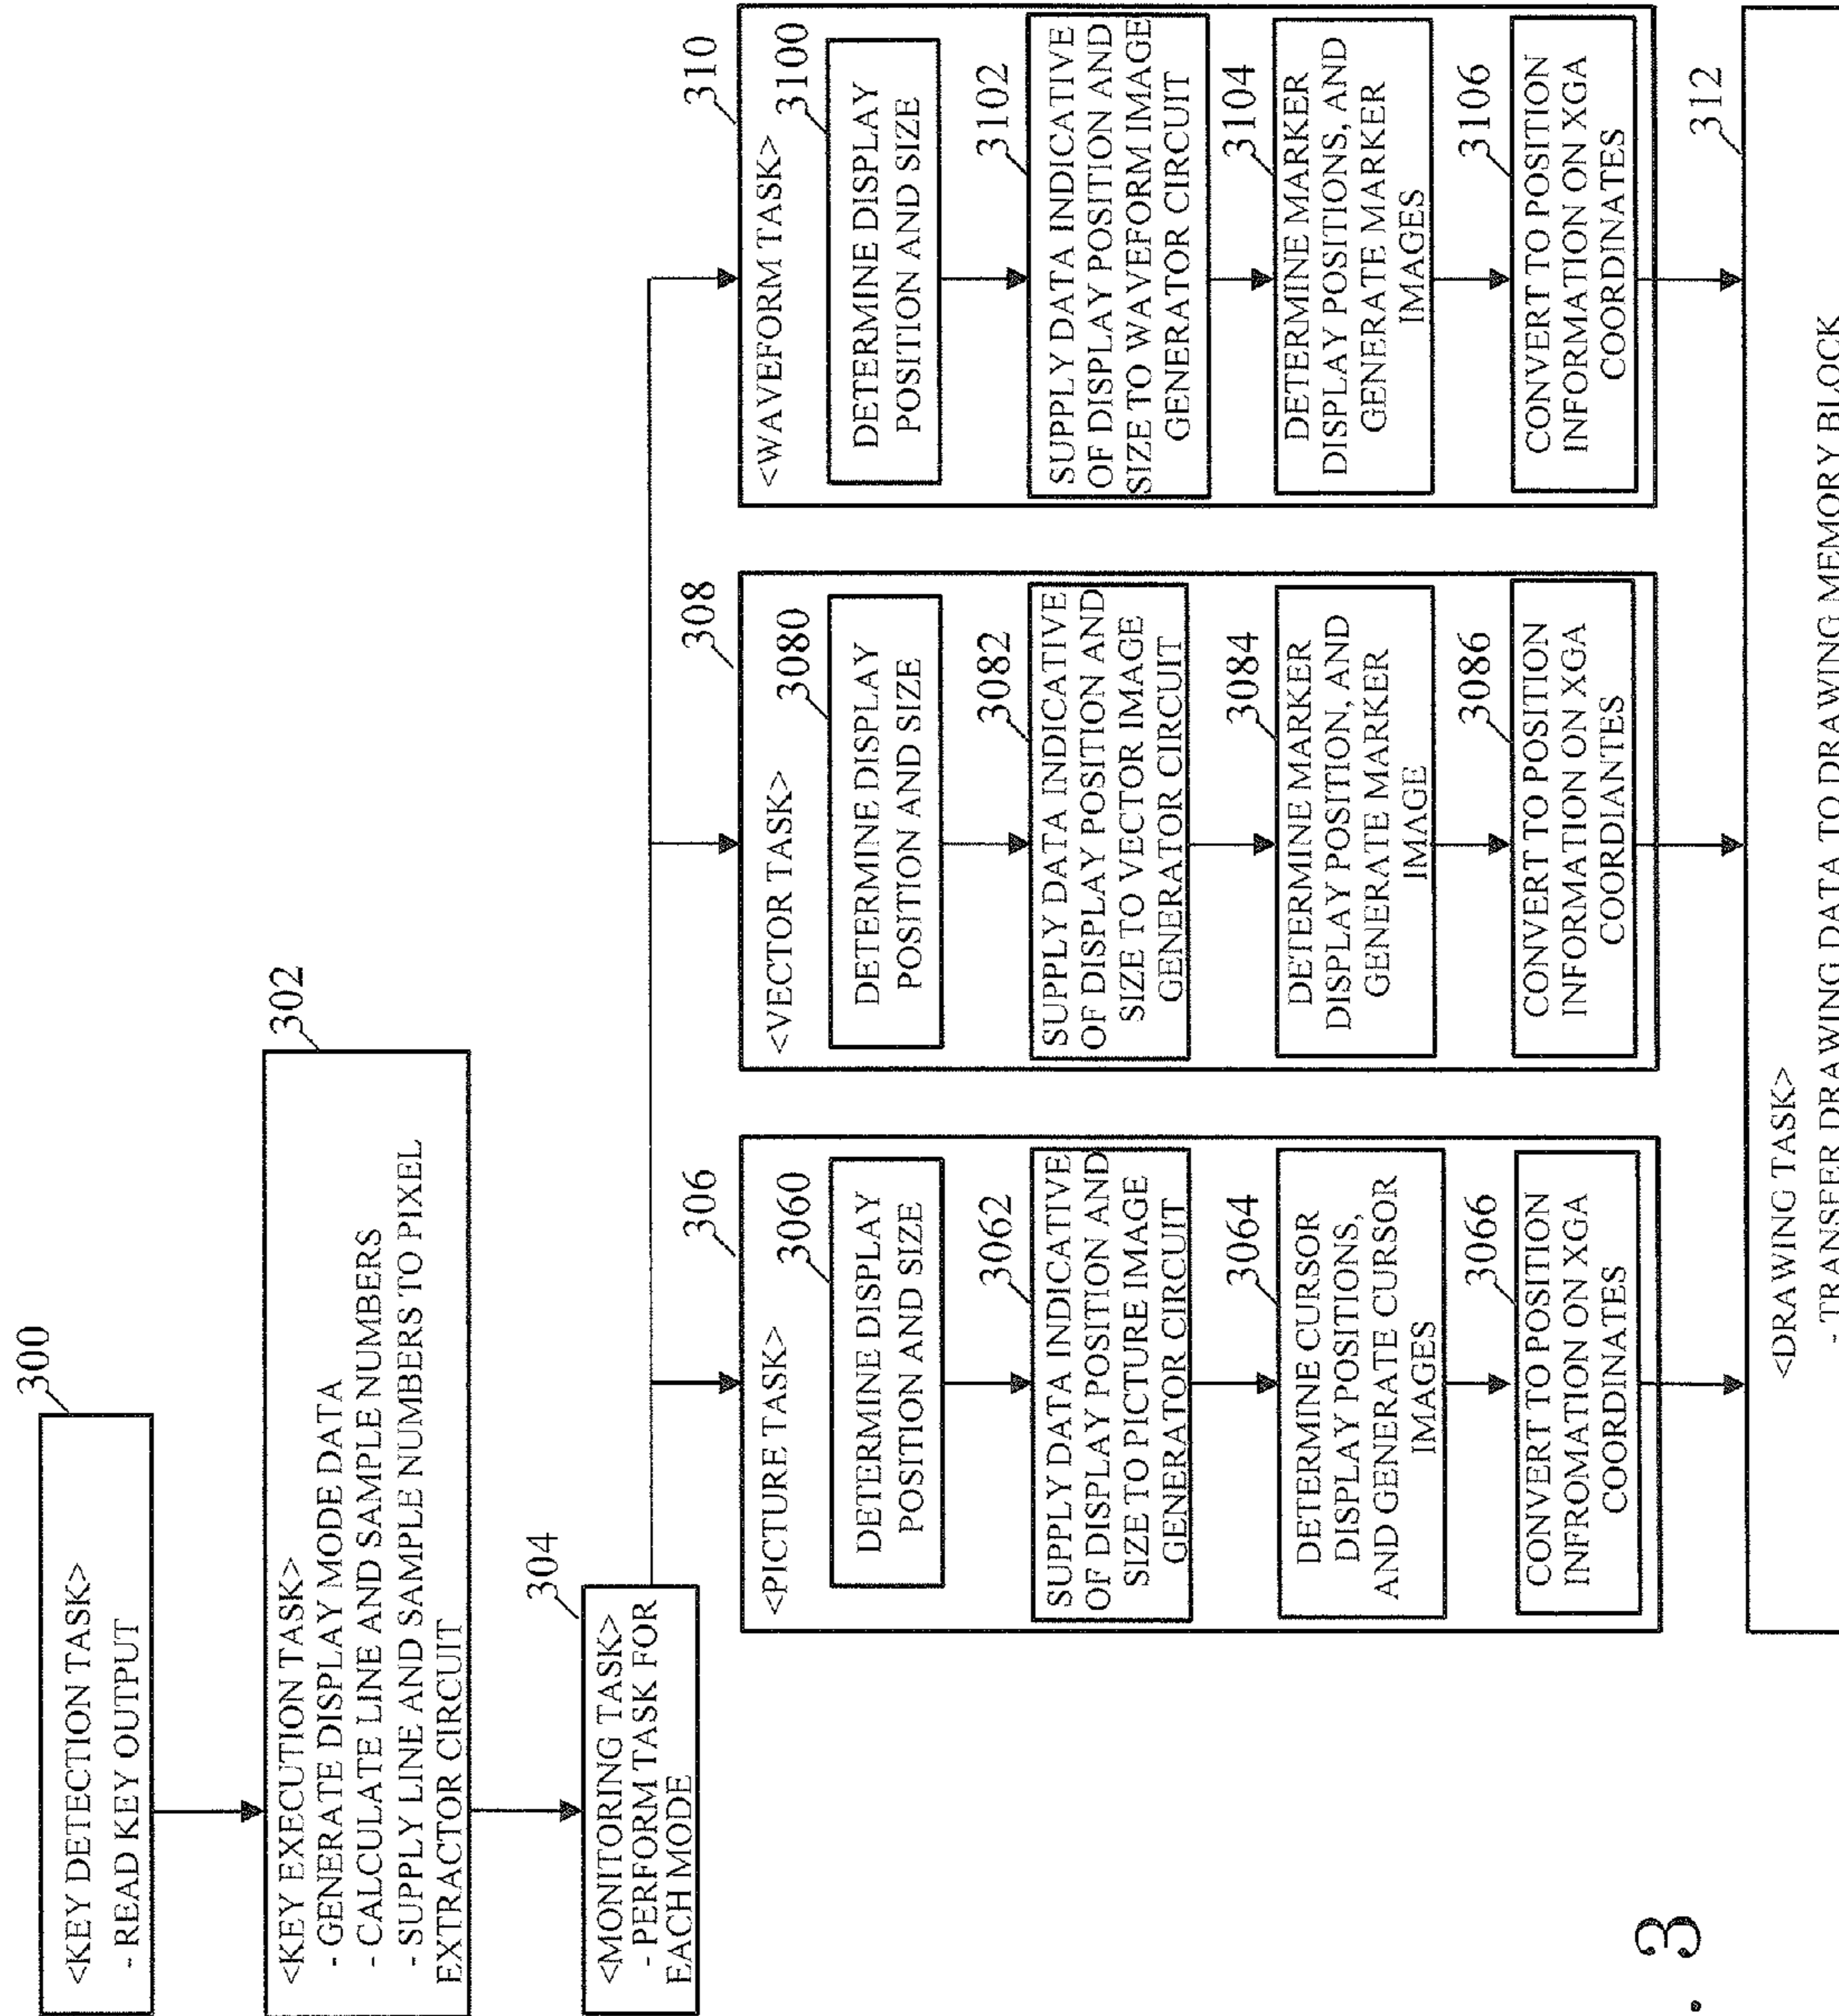 300
<KEY DETECTION TASK>
- READ KEY OUTPUT
302
<KEY EXECUTION TASK>
- GENERATE DISPLAY MODE DATA
- CALCULATE LINE AND SAMPLE NUMBERS
- SUPPLY LINE AND SAMPLE NUMBERS TO PIXEL
EXTRACTOR CIRCUIT
304
<MONITORING TASK>
- PERFORM TASK FOR
EACH MODE
306
<PICTURE TASK>
3060
DETERMINE DISPLAY
POSITION AND SIZE
3062
SUPPLY DATA INDICATIVE
OF DISPLAY POSITION AND
SIZE TO PICTURE IMAGE
GENERATOR CIRCUIT
3064
DETERMINE CURSOR
DISPLAY POSITIONS,
AND GENERATE CURSOR
IMAGES
3066
CONVERT TO POSITION
INFROMATION ON XGA
COORDINATES
308
<VECTOR TASK>
3080
DETERMINE DISPLAY
POSITION AND SIZE
3082
SUPPLY DATA INDICATIVE
OF DISPLAY POSITION AND
SIZE TO VECTOR IMAGE
GENERATOR CIRCUIT
3084
DETERMINE MARKER
DISPLAY POSITION, AND
GENERATE MARKER
IMAGE
3086
CONVERT TO POSITION
INFORMATION ON XGA
COORDIANTES
310
<WAVEFORM TASK>
3100
DETERMINE DISPLAY
POSITION AND SIZE
3102
SUPPLY DATA INDICATIVE
OF DISPLAY POSITION AND
SIZE TO WAVEFORM IMAGE
GENERATOR CIRCUIT
3104
DETERMINE MARKER
DISPLAY POSITIONS, AND
GENERATE MARKER
IMAGES
3106
CONVERT TO POSITION
INFORMATION ON XGA
COORDINATES
312
<DRAWING TASK>
- TRANSFER DRAWING DATA TO DRAWING MEMORY BLOCK
. 3